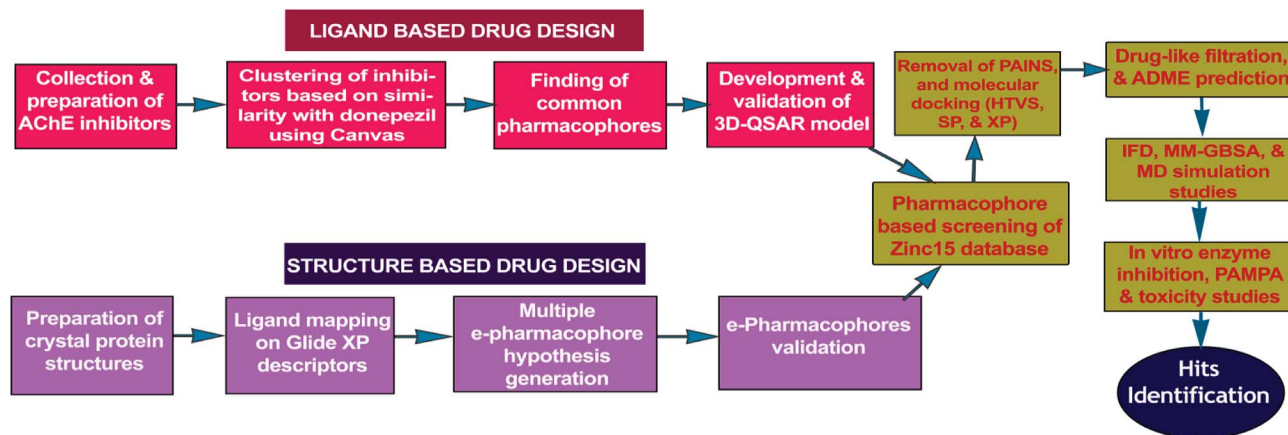 LIGAND BASED DRUG DESIGN
Collection &
preparation of
AChE inhibitors
Clustering of inhibi-
tors based on simi-
larity with donepezil
using Canvas
Finding of
common
pharmacophores
Development &
validation of
3D-QSAR model
Removal of PAINS,
and molecular
docking (HTVS,
SP, & XP)
Drug-like filtration,
& ADME prediction
IFD, MM-GBSA, &
MD simulation
studies
Pharmacophore
based screening of
Zinc15 database
In vitro enzyme
inhibition, PAMPA
& toxicity studies
Hits
Identification
STRUCTURE BASED DRUG DESIGN
Preparation of
crystal protein
structures
Ligand mapping
on Glide XP
descriptors
Multiple
e-pharmacophore
hypothesis
generation
e-Pharmacophores
validation